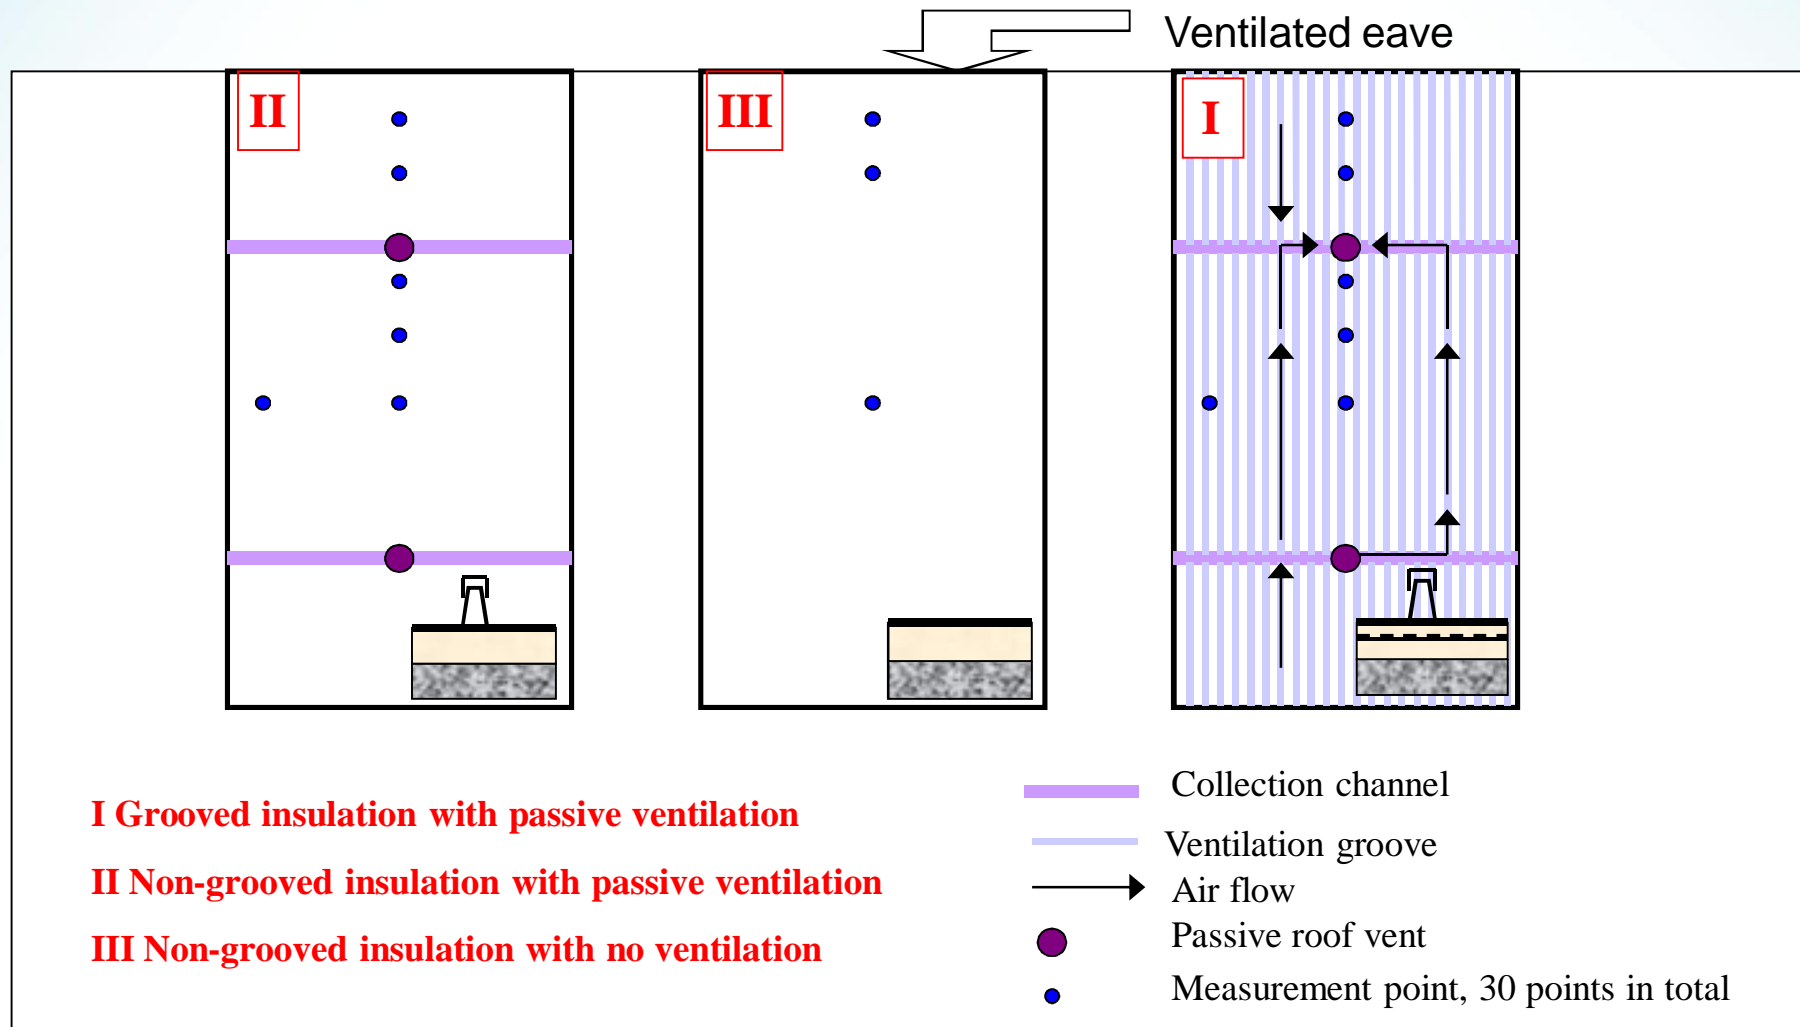 Ventilated eave
II
III
I
I Grooved insulation with passive ventilation
II Non-grooved insulation with passive ventilation
III Non-grooved insulation with no ventilation
Collection channel
Ventilation groove
Air flow
Passive roof vent
Measurement point, 30 points in total